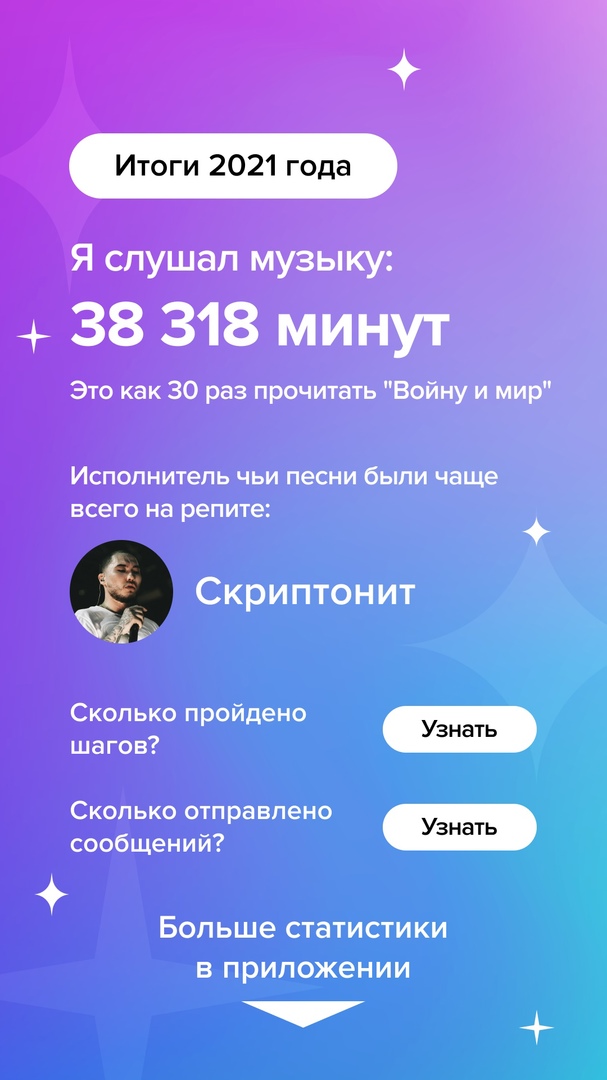 Итоги 2021 года
Я слушал музыку:
38 318 минут
Это как 30 раз прочитать "Войну и мир"
Исполнитель чьи песни были чаще
всего на репите:
Скриптонит
Сколько пройдено
шагов?
Узнать
Сколько отправлено
сообщений?
Узнать
Больше статистики
в приложении